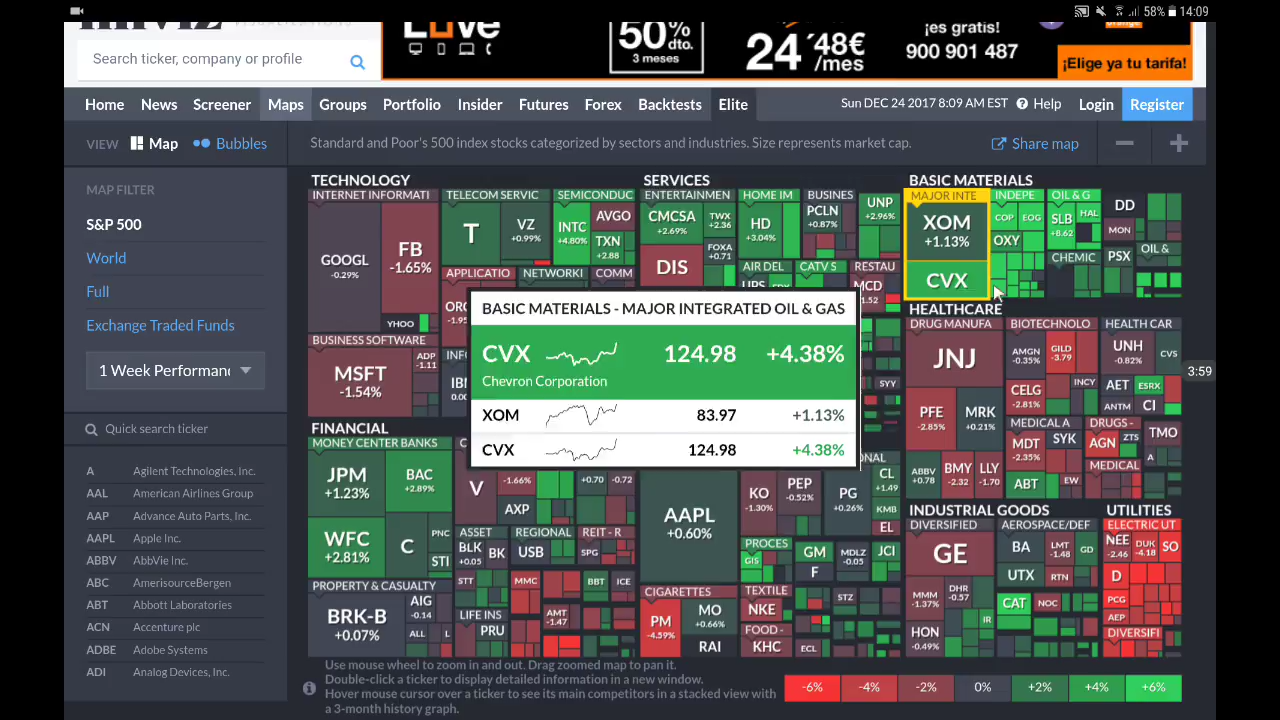 58% 14:09
50% dto.
3 meses
24'48€
/mes
¡es gratis!
900 901 487
orange
¡Elige ya tu tarifa!
Search ticker, company or profile
Home News Screener Maps Groups Portfolio Insider Futures Forex Backtests Elite
Sun DEC 24 2017 8:09 AM EST Help Login Register
VIEW Map Bubbles
Standard and Poor's 500 index stocks categorized by sectors and industries. Size represents market cap.
Share map
MAP FILTER
S&P 500
World
Full
Exchange Traded Funds
1 Week Performanc
Quick search ticker
A Agilent Technologies, Inc.
AAL American Airlines Group
AAP Advance Auto Parts, Inc.
AAPL Apple Inc.
ABBV AbbVie Inc.
ABC AmerisourceBergen
ABT Abbott Laboratories
ACN Accenture plc
ADBE Adobe Systems
ADI Analog Devices, Inc.
TECHNOLOGY
INTERNET INFORMATI
GOOGL
-0.29%
FB
-1.65%
YHOO
TELECOM SERVIC
T
VZ
+0.99%
SEMICONDUC
INTC
+4.80%
AVGO
TXN
+2.88
APPLICATIO
NETWORKI
COMM
BUSINESS SOFTWARE
MSFT
-1.54%
ADP
-1.11
SERVICES
ENTERTAINMEN
CMCSA
+2.69%
TWX
+2.36
DIS
FOXA
+0.71
HOME IM
HD
+3.04%
BUSINES
PCLN
+0.87%
UNP
+2.96%
AIR DEL
CATV S
RESTAU
MCD
BASIC MATERIALS
MAJOR INTE
XOM
+1.13%
CVX
INDEPE
COP EOG
OXY
OIL & G
SLB
+8.62
HAL
CHEMIC
DD
MON
PSX
OIL &
BASIC MATERIALS - MAJOR INTEGRATED OIL & GAS
CVX 124.98 +4.38%
Chevron Corporation
XOM 83.97 +1.13%
CVX 124.98 +4.38%
3:59
SYY
HEALTHCARE
DRUG MANUFA
JNJ
PFE
-2.85%
MRK
+0.21%
ABBV
+0.78
BMY
-2.32
LLY
-1.70
BIOTECHNOLO
AMGN
-0.35%
GILD
-3.79
CELG
-2.81%
INCY
MEDICAL A
MDT
-2.35%
SYK
ABT
EW
HEALTH CAR
UNH
-0.82%
CVS
AET
ESRX
ANTM
CI
DRUGS -
AGN
ZTS
MEDICAL
TMO
A
FINANCIAL
MONEY CENTER BANKS
JPM
+1.23%
BAC
+2.89%
WFC
+2.81%
C
PNC
STI
V
-1.66%
AXP
+0.70
-0.72
ASSET
BLK
+0.05
BK
STT
REGIONAL
USB
REIT - R
SPG
PROPERTY & CASUALTY
BRK-B
+0.07%
AIG
-0.14
ALL
L
LIFE INS
PRU
MMC
AMT
-1.47
BBT
ICE
AAPL
+0.60%
KO
-1.30%
PEP
-0.52%
PG
+0.26%
CL
+1.49
KMB
EL
PROCES
GIS
GM
F
MDLZ
-0.05
JCI
CIGARETTES
PM
-4.59%
MO
+0.66%
RAI
TEXTILE
NKE
FOOD -
KHC
STZ
ECL
INDUSTRIAL GOODS
DIVERSIFIED
GE
MMM
-1.37%
DHR
-0.57
HON
-0.49%
IR
AEROSPACE/DEF
BA
LMT
-1.48
GD
UTX
RTN
CAT
NOC
UTILITIES
ELECTRIC UT
NEE
-2.46
DUK
-4.18
SO
D
PCG
AEP
DIVERSIFI
Use mouse wheel to zoom in and out. Drag zoomed map to pan it.
Double-click a ticker to display detailed information in a new window.
Hover mouse cursor over a ticker to see its main competitors in a stacked view with
a 3-month history graph.
-6% -4% -2% 0% +2% +4% +6%